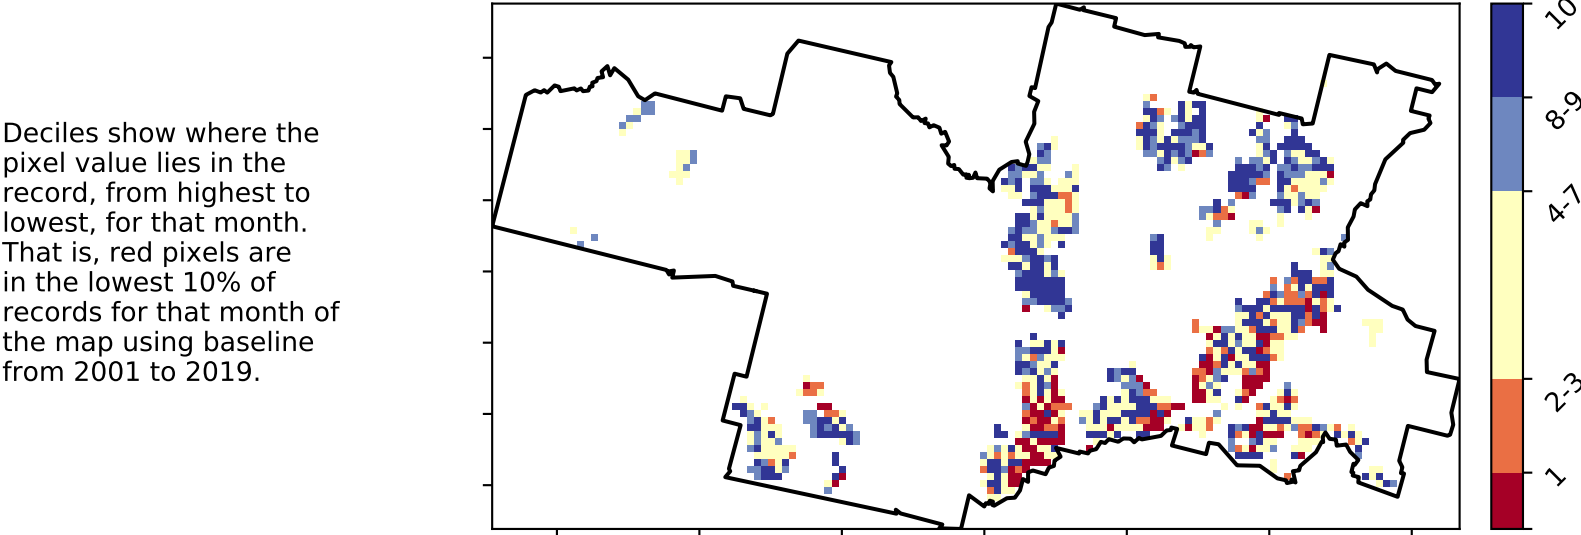 Deciles show where the
pixel value lies in the
record, from highest to
lowest, for that month.
That is, red pixels are
in the lowest 10% of
records for that month of
the map using baseline
from 2001 to 2019.
10
8-9
4-7
2-3
1